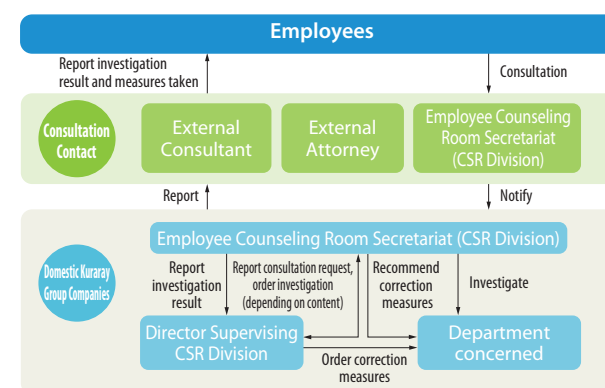 Employees
Report investigation
result and measures taken
Consultation
Consultation
Contact
External
Consultant
External
Attorney
Employee Counseling
Room Secretariat
(CSR Division)
Report
Notify
Domestic Kuraray
Group Companies
Employee Counseling Room Secretariat (CSR Division)
Report
investigation
result
Report consultation request,
order investigation
(depending on content)
Recommend
correction
measures
Investigate
Director Supervising
CSR Division
Order correction
measures
Department
concerned